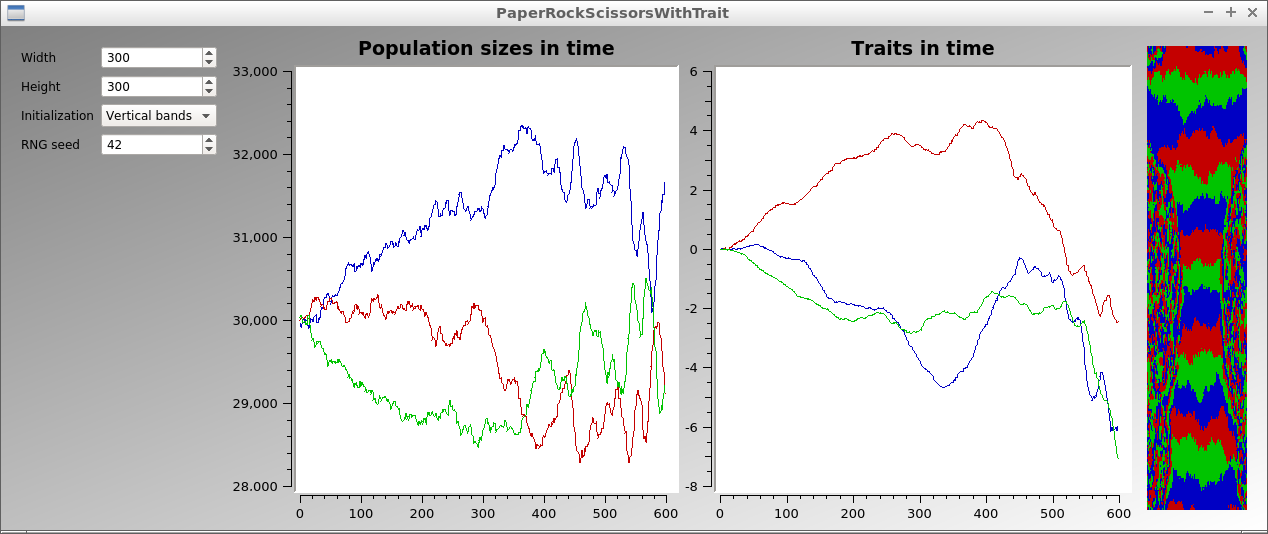 PaperRockScissorsWithTrait
Width 300
Height 300
Initialization Vertical bands
RNG seed 42
Population sizes in time
33,000
32,000
31,000
30,000
29,000
28.000
0 100 200 300 400 500 600
Traits in time
6
4
2
0
-2
-4
-6
-8
0 100 200 300 400 500 600